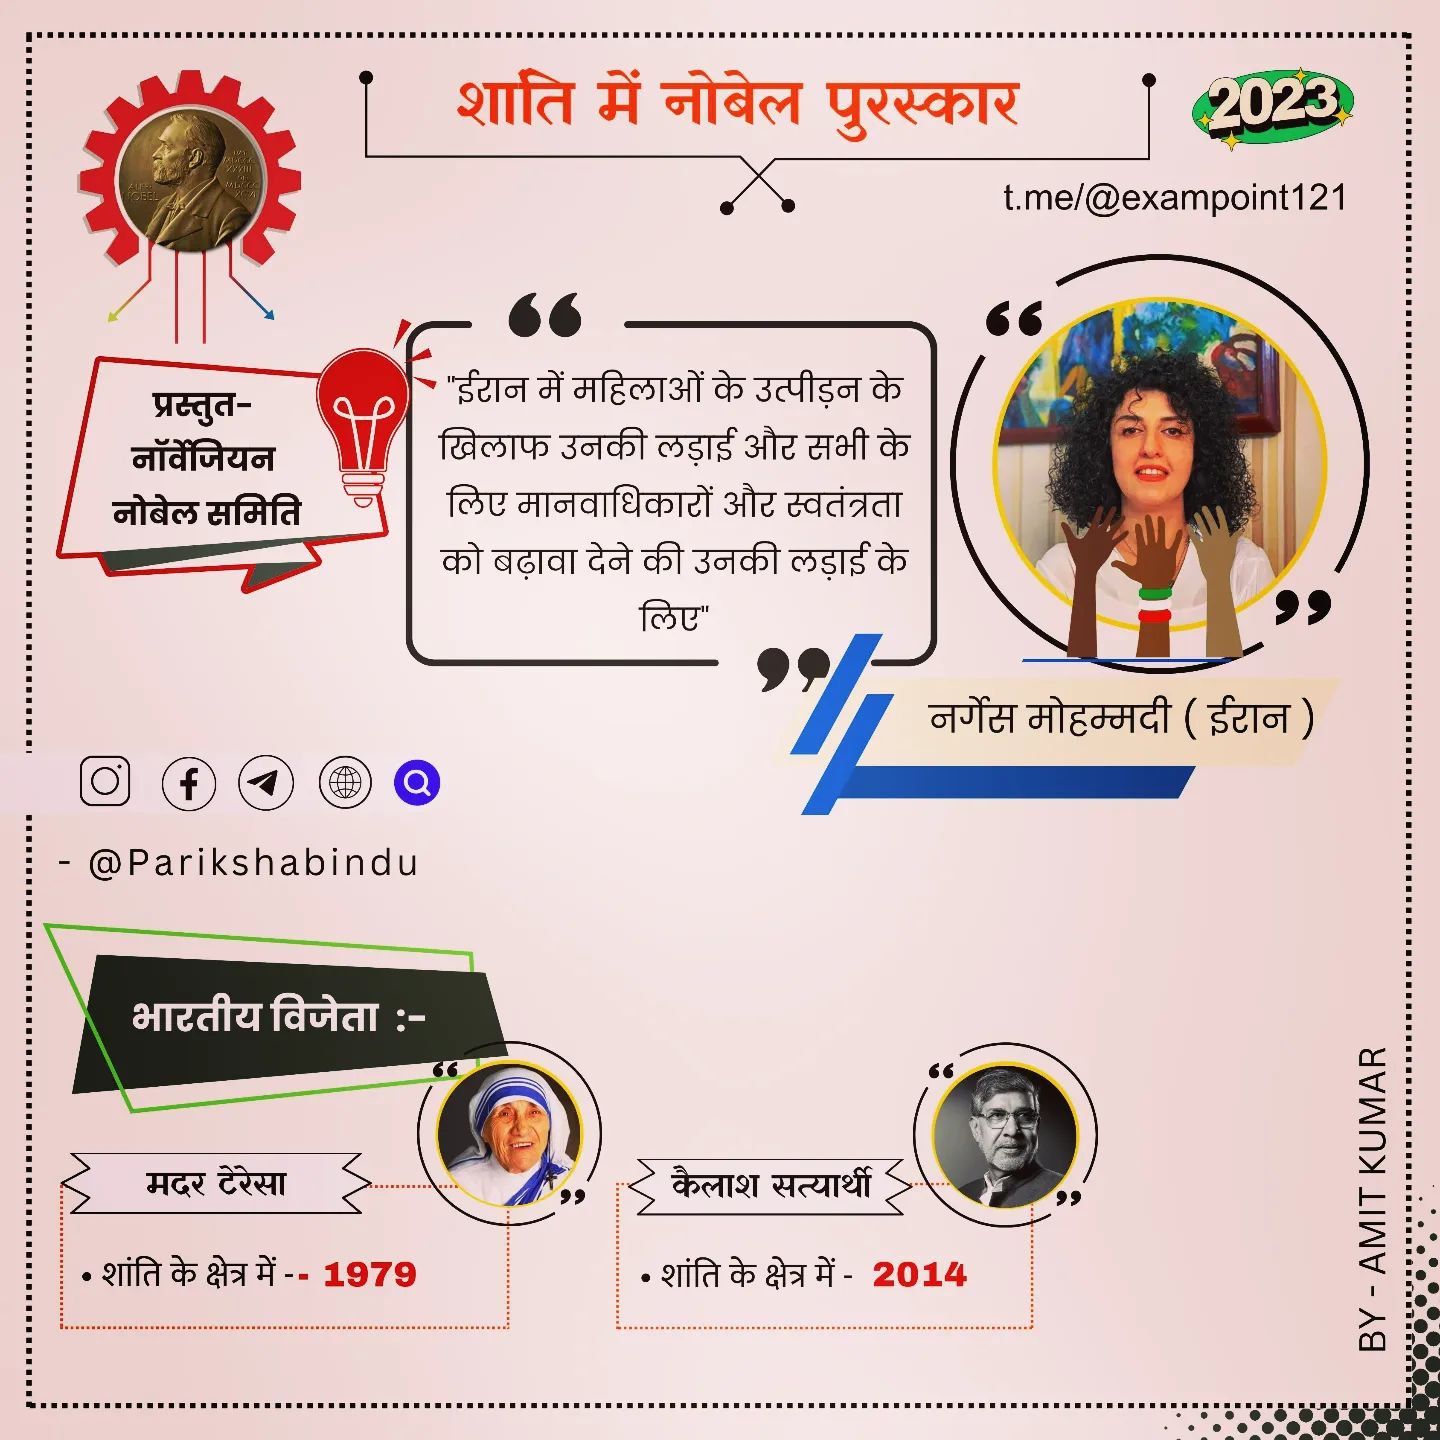 शांति में नोबेल पुरस्कार
2023
t.me/@exampoint121
प्रस्तुत-
नॉर्वेजियन
नोबेल समिति
"ईरान में महिलाओं के उत्पीड़न के
खिलाफ उनकी लड़ाई और सभी के
लिए मानवाधिकारों और स्वतंत्रता
को बढ़ावा देने की उनकी लड़ाई के
लिए"
नर्गेस मोहम्मदी ( ईरान )
- @Parikshabindu
भारतीय विजेता :-
मदर टेरेसा
• शांति के क्षेत्र में -- 1979
कैलाश सत्यार्थी
• शांति के क्षेत्र में - 2014
BY - AMIT KUMAR